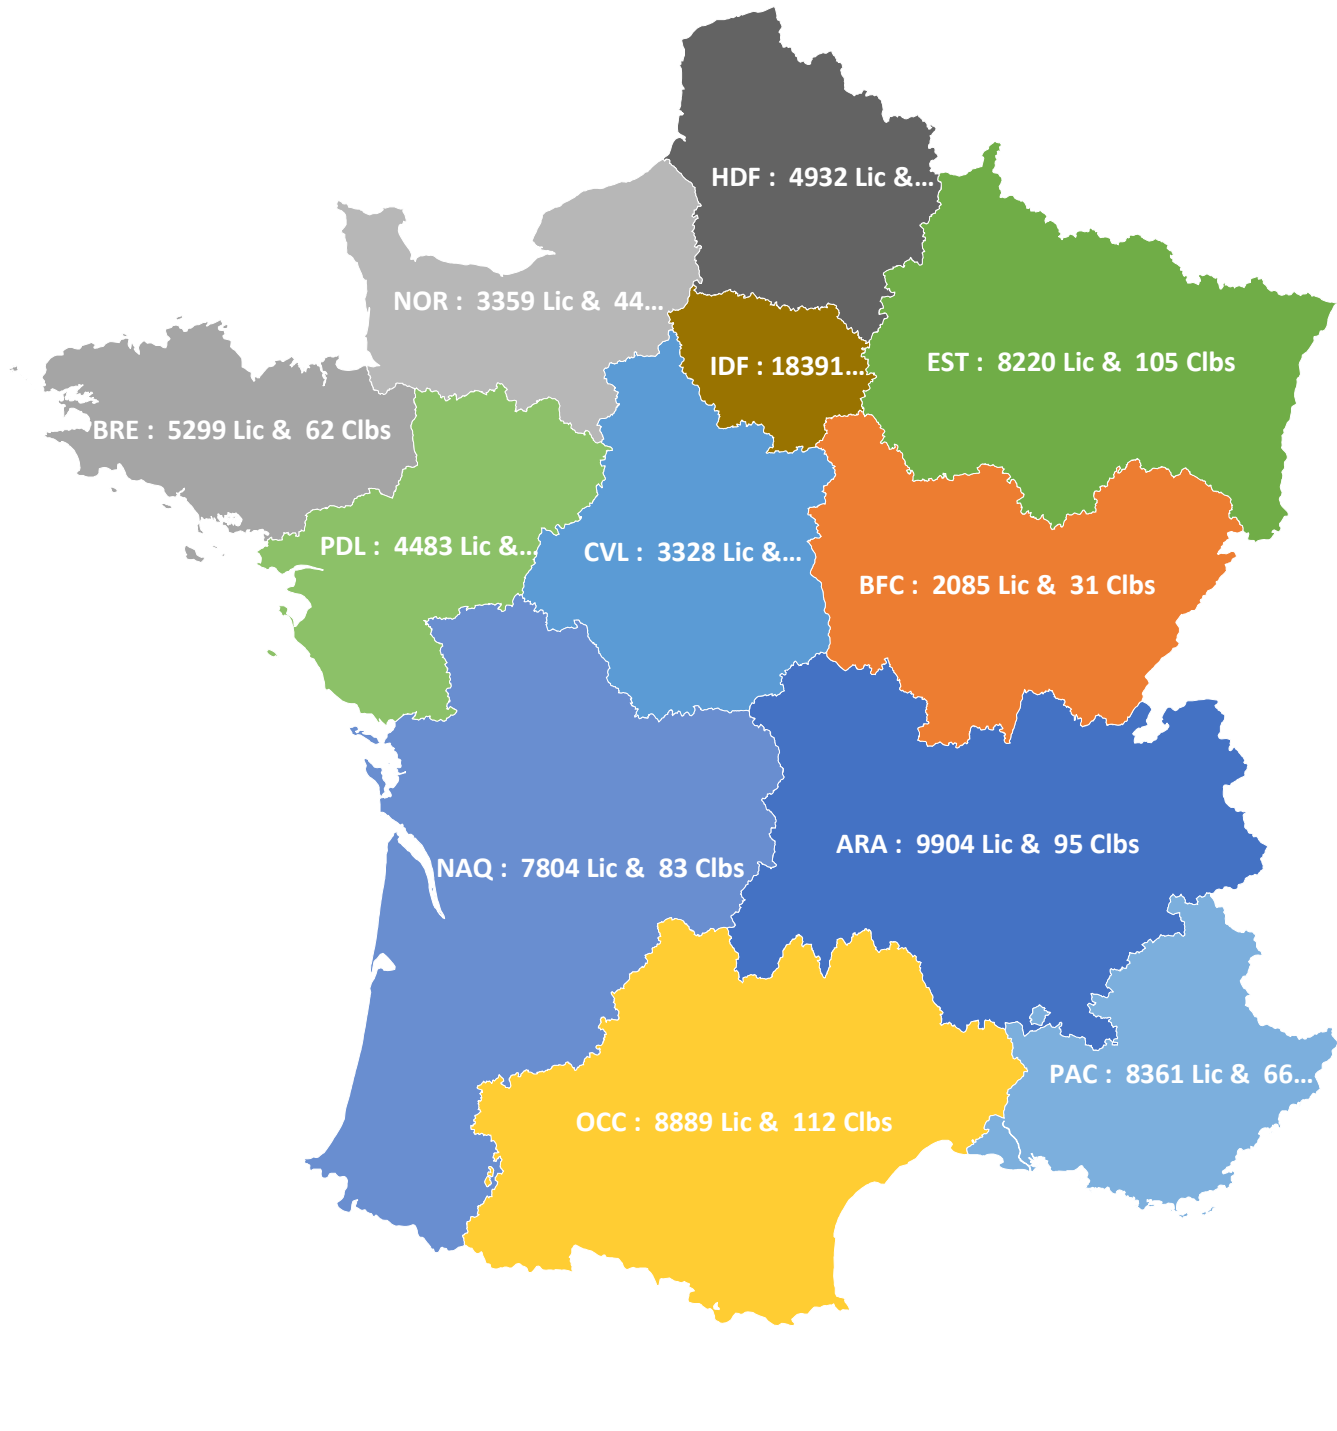 HDF : 4932 Lic &...
NOR : 3359 Lic & 44...
IDF : 18391...
EST : 8220 Lic & 105 Clbs
BRE : 5299 Lic & 62 Clbs
PDL : 4483 Lic &...
CVL : 3328 Lic &...
BFC : 2085 Lic & 31 Clbs
ARA : 9904 Lic & 95 Clbs
NAQ : 7804 Lic & 83 Clbs
PAC : 8361 Lic & 66...
OCC : 8889 Lic & 112 Clbs